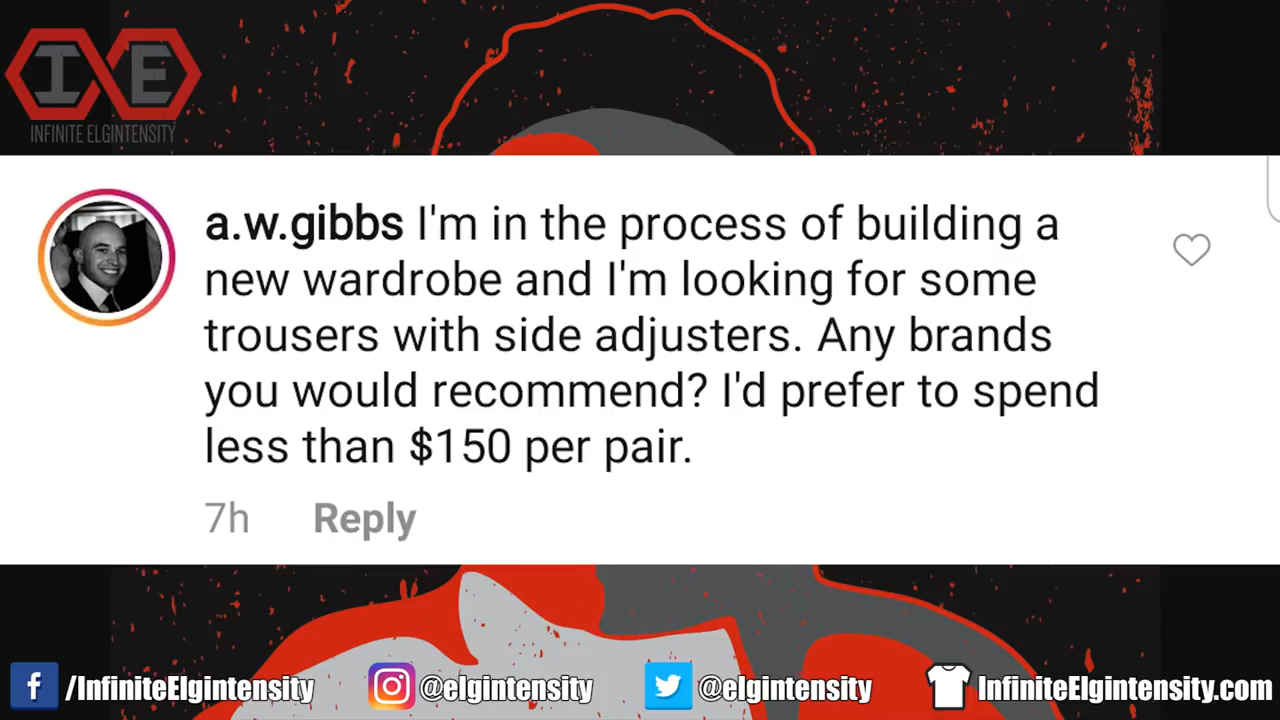 IXE
INFINITE ELGINTENSITY
a.w.gibbs I'm in the process of building a
new wardrobe and I'm looking for some
trousers with side adjusters. Any brands
you would recommend? I'd prefer to spend
less than $150 per pair.
7h Reply
f /InfiniteElgintensity @elgintensity @elgintensity InfiniteElgintensity.com